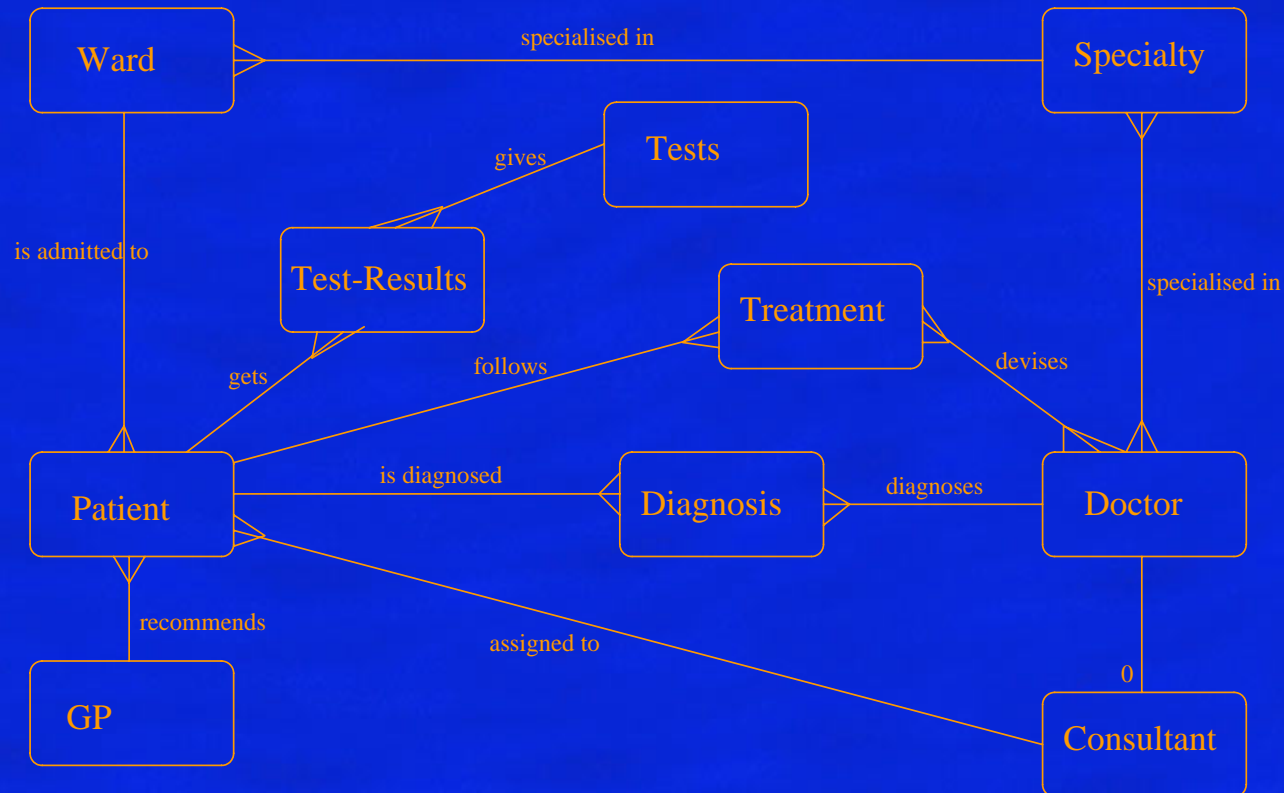 specialised in
Ward
Specialty
Tests
gives
is admitted to
Test-Results
specialised in
Treatment
devises
follows
gets
is diagnosed
diagnoses
Patient
Diagnosis
Doctor
recommends
assigned to
0
GP
Consultant